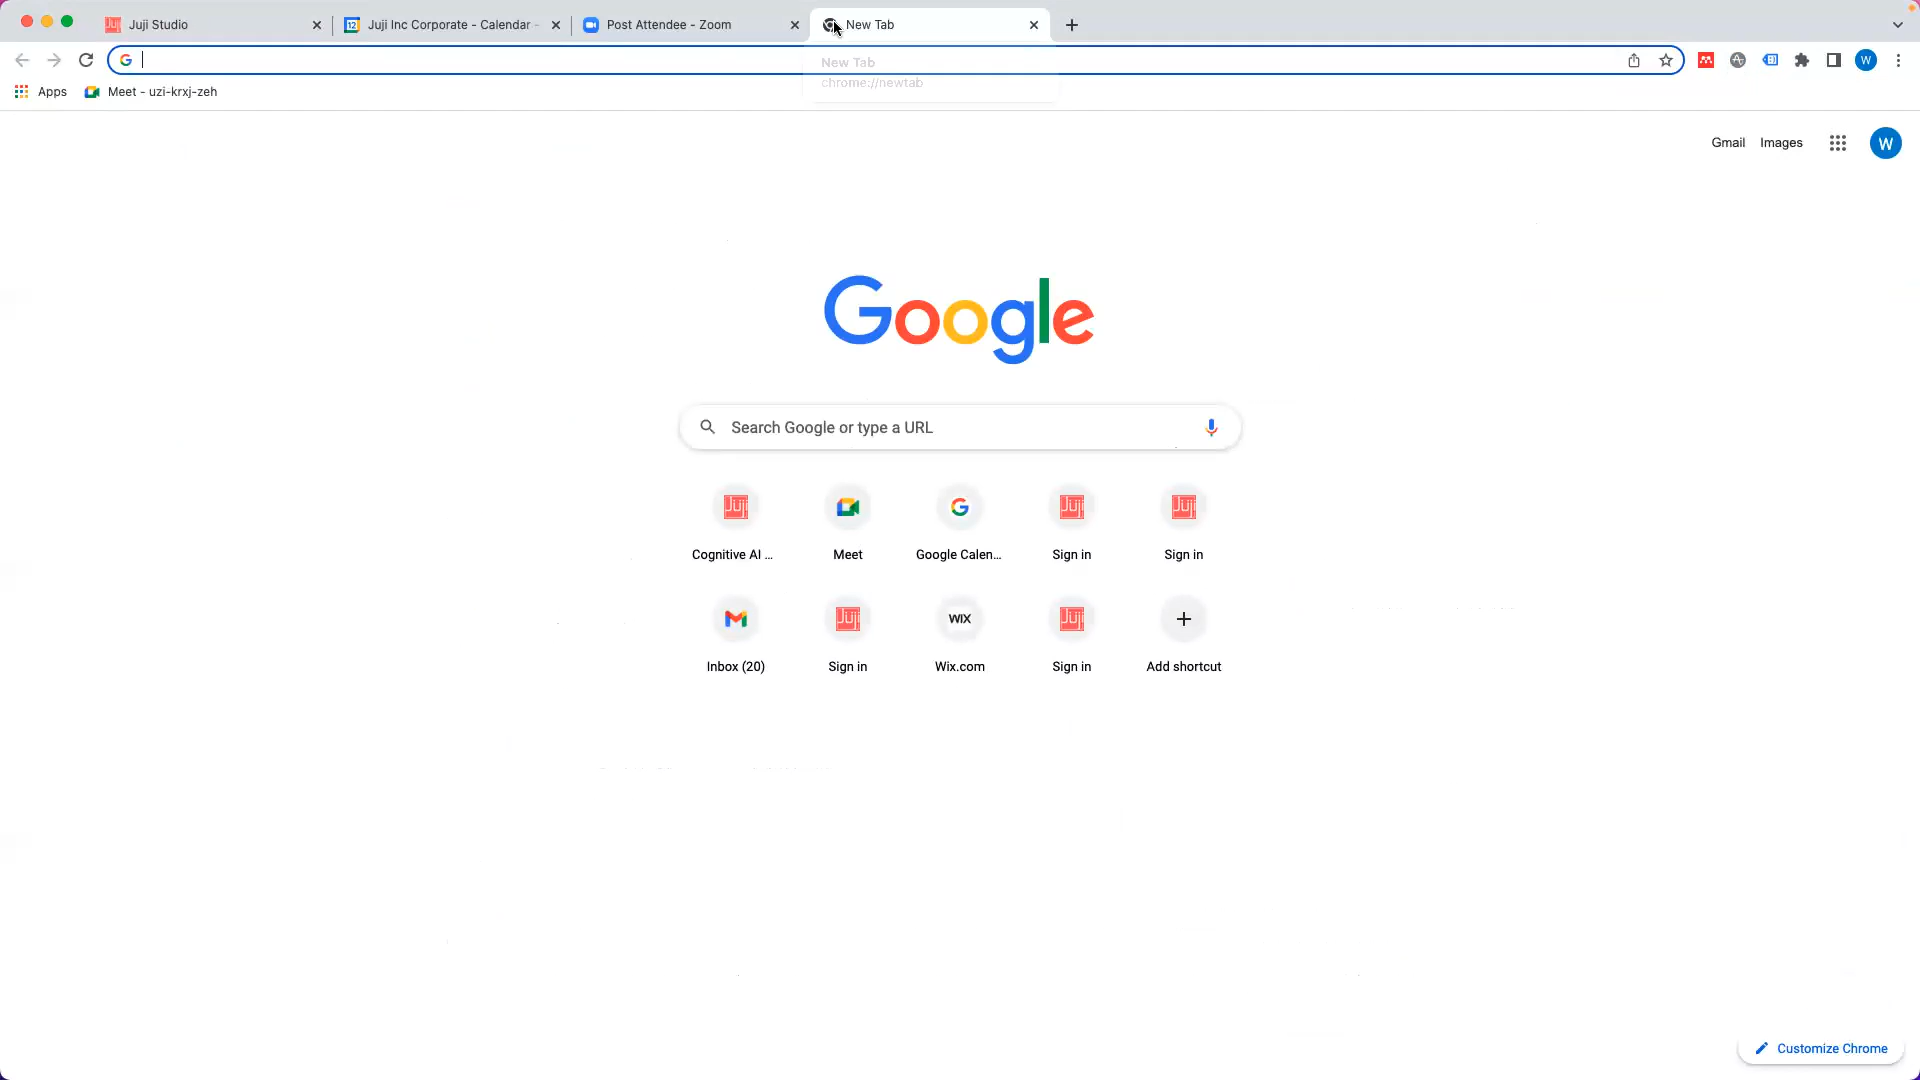 Juji Studio
Juji Inc Corporate - Calendar -
Post Attendee - Zoom
New Tab
New Tab
chrome://newtab
W
Apps
Meet - uzi-krxj-zeh
Gmail
Images
W
Google
Search Google or type a URL
Cognitive AI ...
Meet
Google Calen...
Sign in
Sign in
WIX
Inbox (20)
Sign in
Wix.com
Sign in
Add shortcut
Customize Chrome